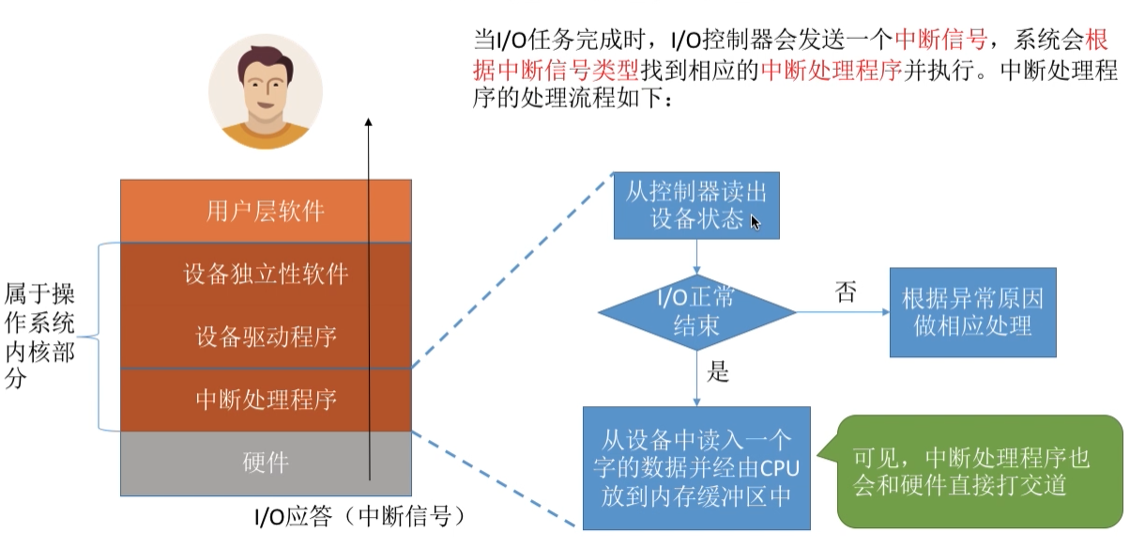 当I/O任务完成时，I/O控制器会发送一个中断信号，系统会根
据中断信号类型找到相应的中断处理程序并执行。中断处理程
序的处理流程如下：
用户层软件
设备独立性软件
设备驱动程序
中断处理程序
硬件
属于操
作系统
内核部
分
I/O应答（中断信号）
从控制器读出
设备状态
I/O正常
结束
否
根据异常原因
做相应处理
是
从设备中读入一个
字的数据并经由CPU
放到内存缓冲区中
可见，中断处理程序也
会和硬件直接打交道